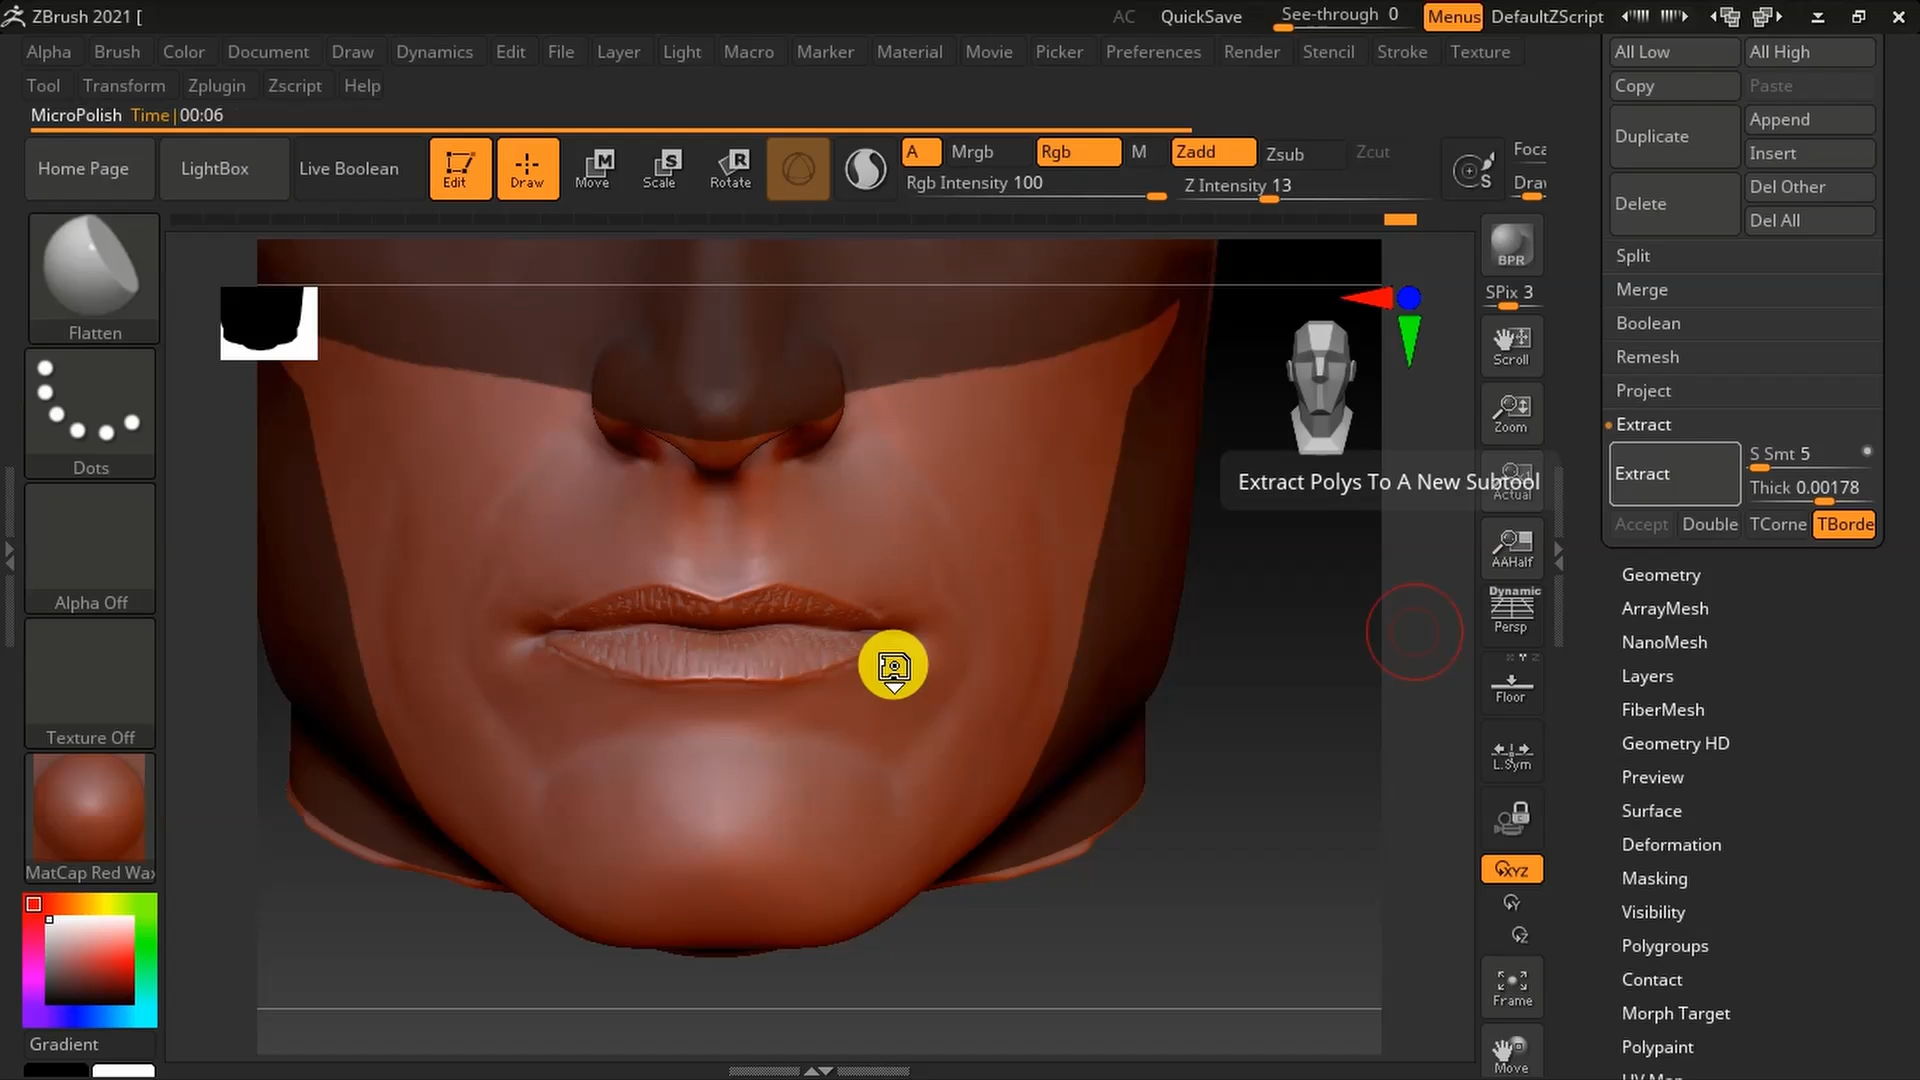 ZBrush 2021 [
AC
QuickSave
See-through 0
Menus
DefaultZScript
Alpha Brush Color Document Draw Dynamics Edit File Layer Light Macro Marker Material Movie Picker Preferences Render Stencil Stroke Texture
Tool Transform Zplugin Zscript Help
MicroPolish Time|00:06
Home Page
LightBox
Live Boolean
Edit
Draw
M
Move
S
Scale
R
Rotate
A
Mrgb
Rgb
M
Zadd
Zsub
Zcut
Rgb Intensity 100
Z Intensity 13
S
Foca
Drav
Flatten
Dots
Alpha Off
Texture Off
MatCap Red Wax
Gradient
BPR
SPix 3
Scroll
Zoom
Actual
AAHalf
Dynamic
Persp
Floor
L.Sym
XYZ
Y
Z
Frame
Move
Extract Polys To A New Subtool
All Low
All High
Copy
Paste
Duplicate
Append
Insert
Delete
Del Other
Del All
Split
Merge
Boolean
Remesh
Project
Extract
Extract
S Smt 5
Thick 0.00178
Accept
Double
TCorne
TBorde
Geometry
ArrayMesh
NanoMesh
Layers
FiberMesh
Geometry HD
Preview
Surface
Deformation
Masking
Visibility
Polygroups
Contact
Morph Target
Polypaint